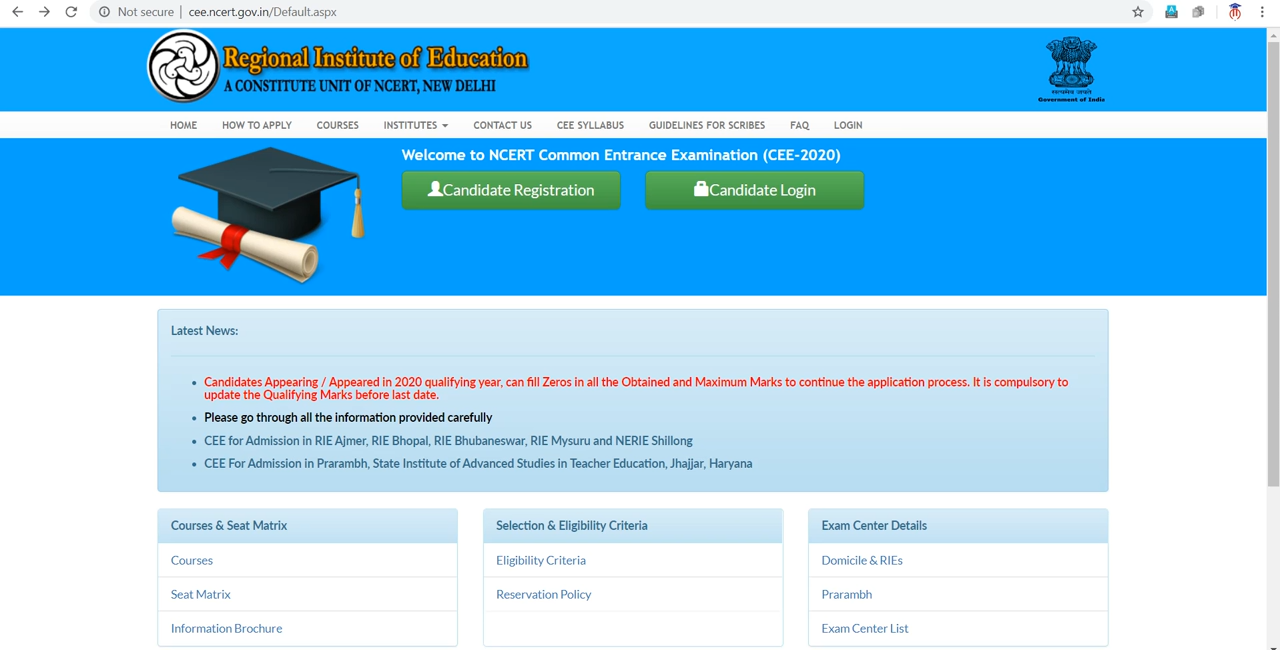 Not secure | cee.ncert.gov.in/Default.aspx
Regional Institute of Education
A CONSTITUTE UNIT OF NCERT, NEW DELHI
सत्यमेव जयते
Government of India
HOME HOW TO APPLY COURSES INSTITUTES CONTACT US CEE SYLLABUS GUIDELINES FOR SCRIBES FAQ LOGIN
Welcome to NCERT Common Entrance Examination (CEE-2020)
Candidate Registration Candidate Login
Latest News:
• Candidates Appearing / Appeared in 2020 qualifying year, can fill Zeros in all the Obtained and Maximum Marks to continue the application process. It is compulsory to
update the Qualifying Marks before last date.
• Please go through all the information provided carefully
• CEE for Admission in RIE Ajmer, RIE Bhopal, RIE Bhubaneswar, RIE Mysuru and NERIE Shillong
• CEE For Admission in Prarambh, State Institute of Advanced Studies in Teacher Education, Jhajjar, Haryana
Courses & Seat Matrix
Courses
Seat Matrix
Information Brochure
Selection & Eligibility Criteria
Eligibility Criteria
Reservation Policy
Exam Center Details
Domicile & RIEs
Prarambh
Exam Center List